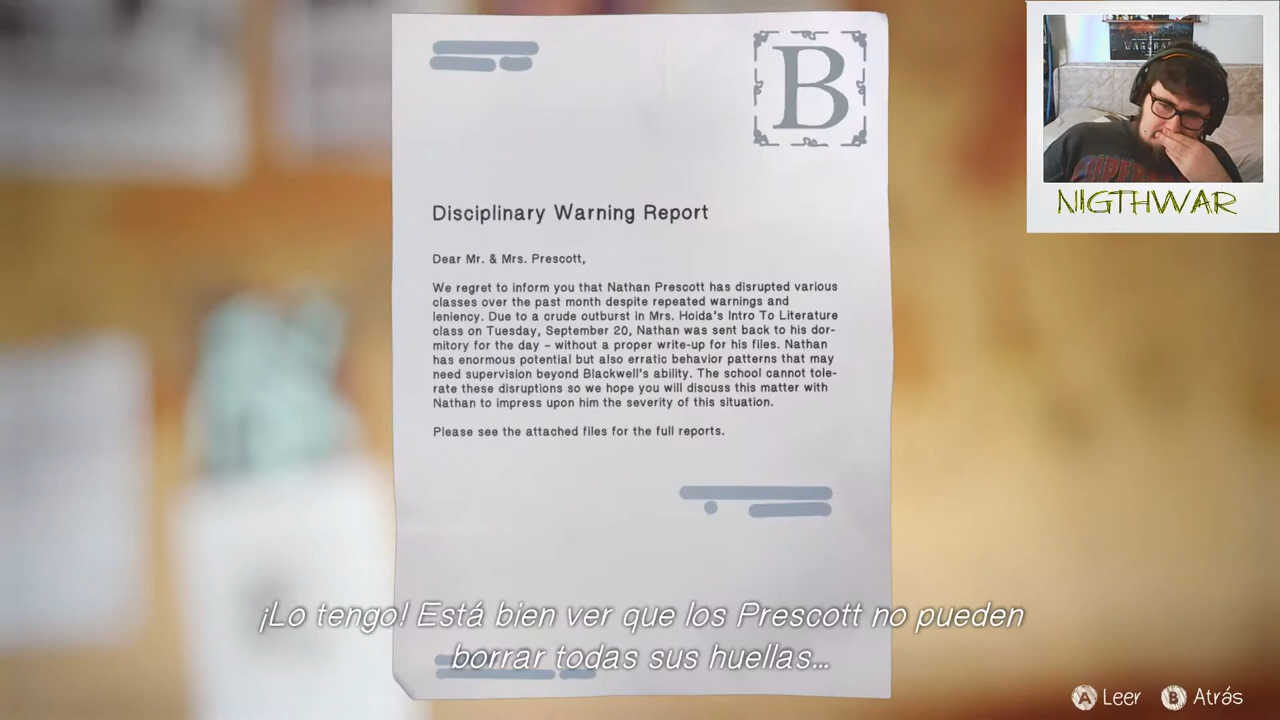 B
WARCRAFT
NIGTHWAR
Disciplinary Warning Report
Dear Mr. & Mrs. Prescott,
We regret to inform you that Nathan Prescott has disrupted various
classes over the past month despite repeated warnings and
leniency. Due to a crude outburst in Mrs. Hoida's Intro To Literature
class on Tuesday, September 20, Nathan was sent back to his dor-
mitory for the day – without a proper write-up for his files. Nathan
has enormous potential but also erratic behavior patterns that may
need supervision beyond Blackwell's ability. The school cannot tole-
rate these disruptions so we hope you will discuss this matter with
Nathan to impress upon him the severity of this situation.
Please see the attached files for the full reports.
¡Lo tengo! Está bien ver que los Prescott no pueden
borrar todas sus huellas...
A Leer B Atrás